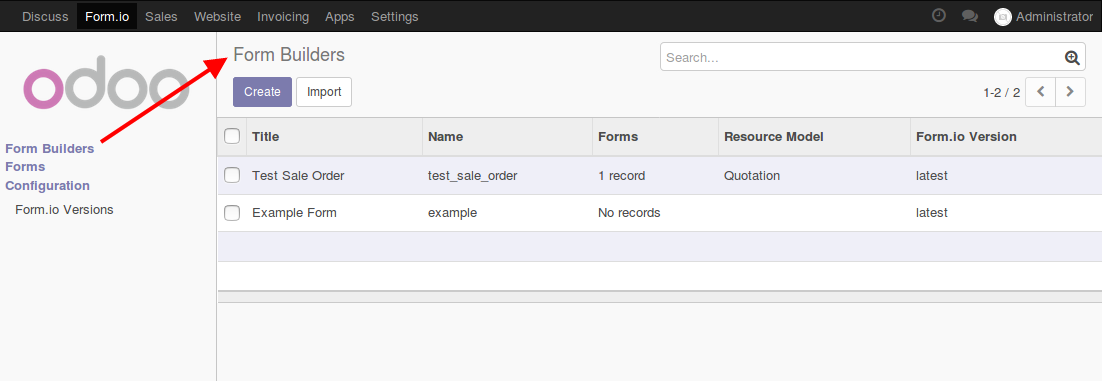 Discuss Form.io Sales Website Invoicing Apps Settings Administrator
odoo
Form Builders
Forms
Configuration
Form.io Versions
Form Builders
Search...
Create Import
1-2 / 2
Title Name Forms Resource Model Form.io Version
Test Sale Order test_sale_order 1 record Quotation latest
Example Form example No records latest